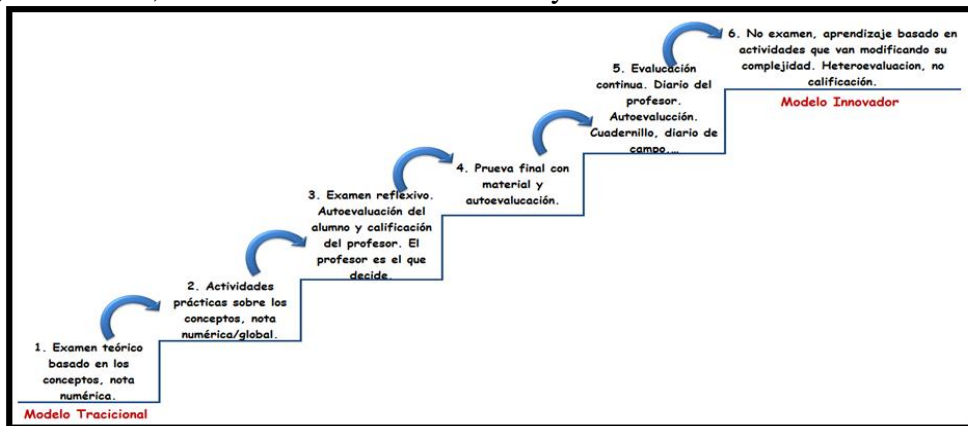 1. Examen teórico
basado en los
conceptos, nota
numérica.
Modelo Tracicional
2. Actividades
prácticas sobre los
conceptos, nota
numérica/global.
3. Examen reflexivo.
Autoevaluación del
alumno y calificación
del profesor. El
profesor es el que
decide.
4. Prueva final con
material y
autoevalucación.
5. Evalucación
continua. Diario del
profesor.
Autoevalucción.
Cuadernillo, diario de
campo,…
6. No examen, aprendizaje basado en
actividades que van modificando su
complejidad. Heteroevaluacion, no
calificación.
Modelo Innovador